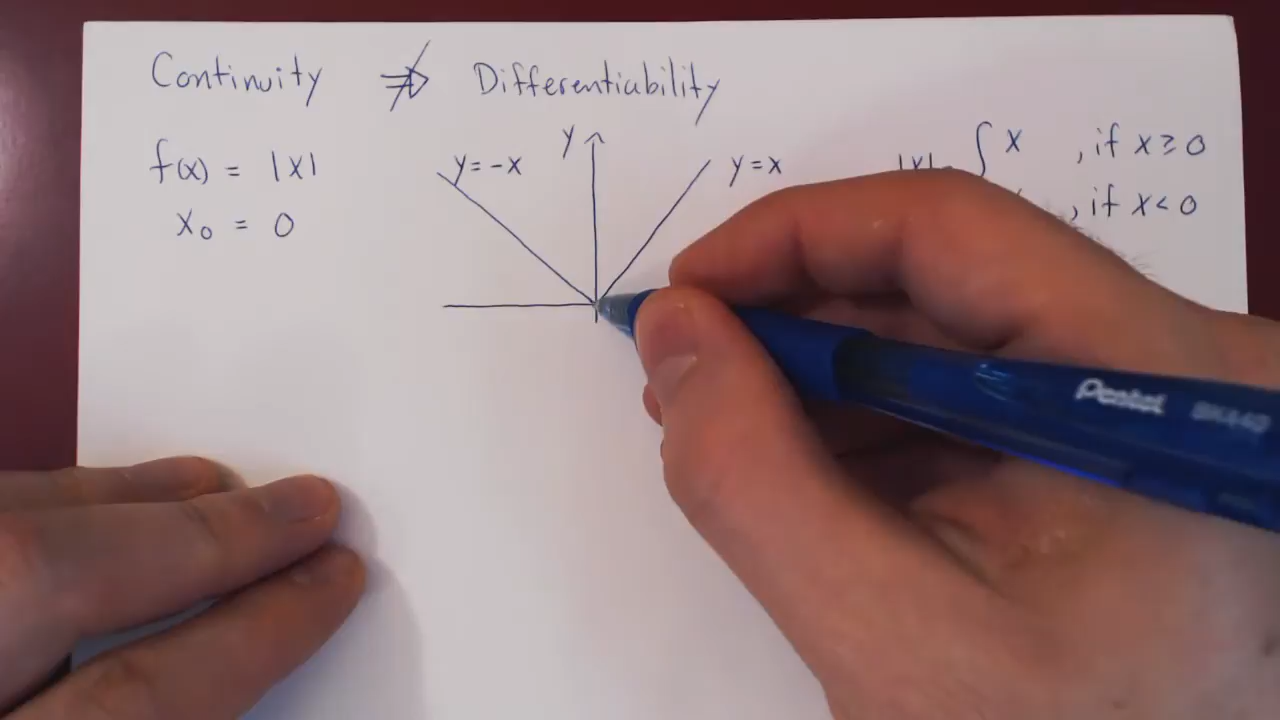 Continuity ⇏ Differentiability
f(x) = |x|
x₀ = 0
y
y=-x
y=x
|x| = { x , if x ≥ 0
, if x < 0
Pentel